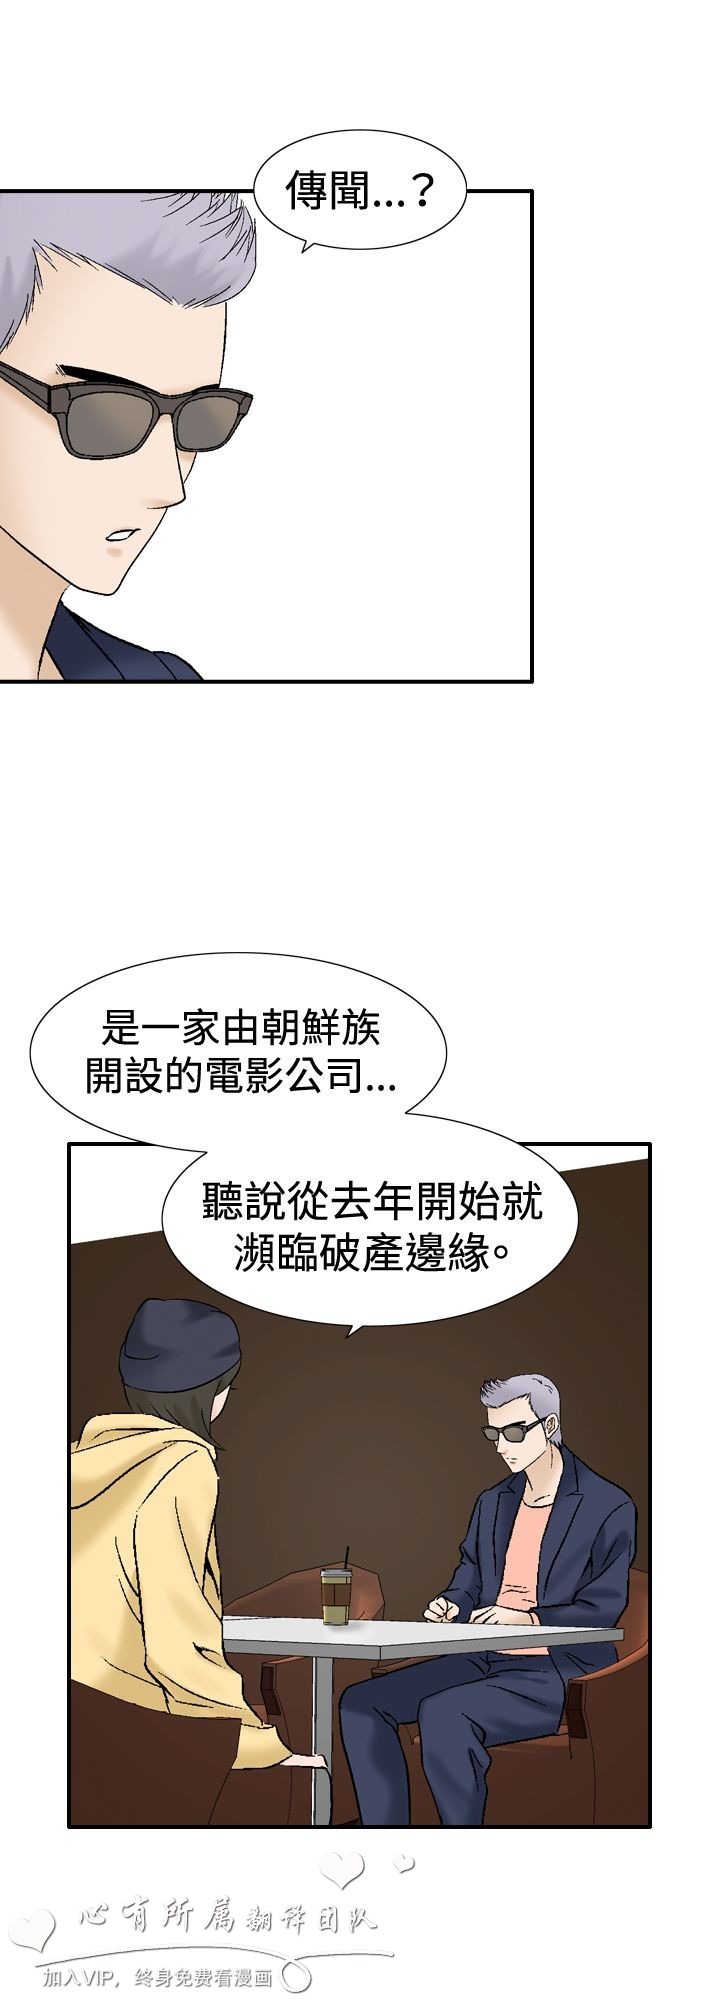 傳聞...?
是一家由朝鮮族
開設的電影公司...
聽說從去年開始就
瀕臨破產邊緣。
心有所属翻译团队
加入VIP，终身免费看漫画